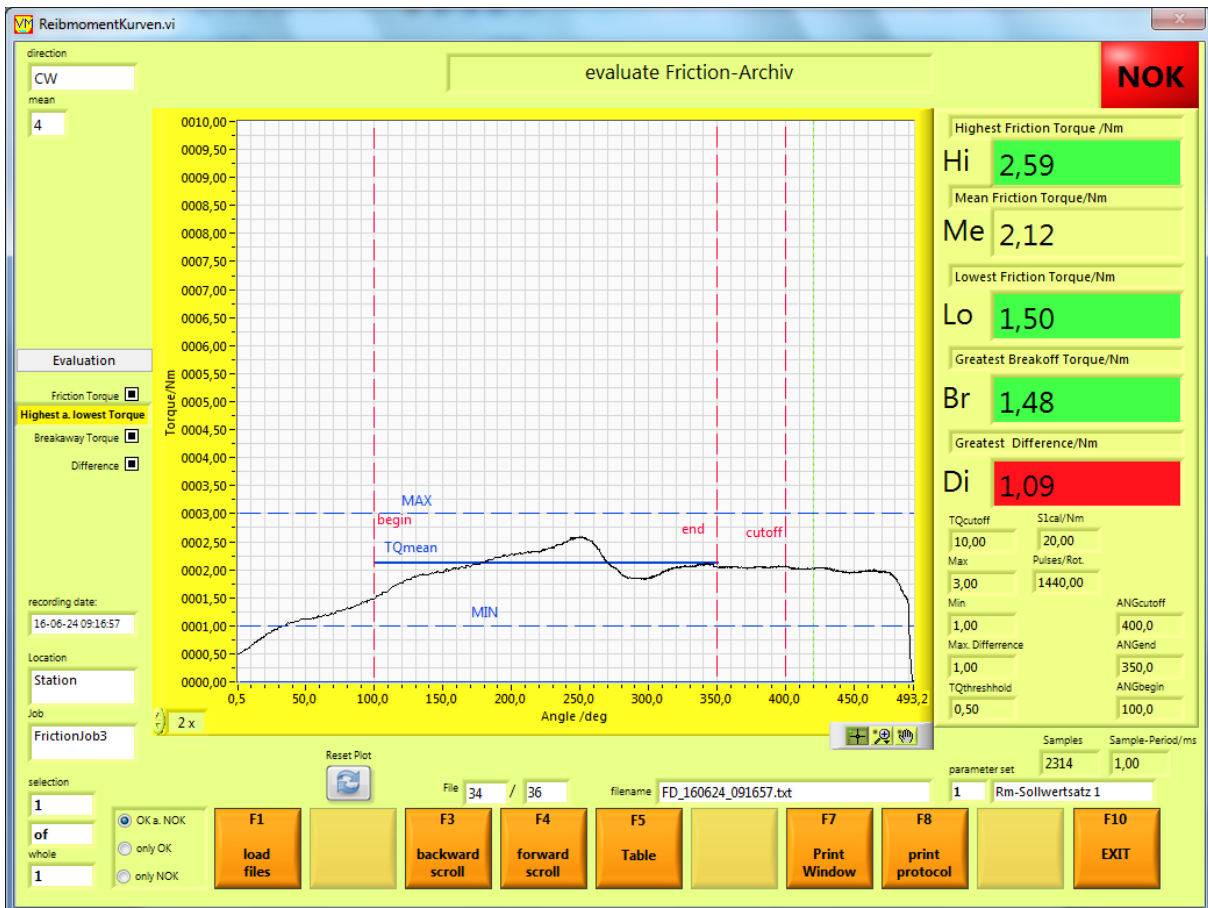 ReibmomentKurven.vi
direction
CW
mean
4
evaluate Friction-Archiv
NOK
Highest Friction Torque /Nm
Hi 2,59
Mean Friction Torque/Nm
Me 2,12
Lowest Friction Torque/Nm
Lo 1,50
Greatest Breakoff Torque/Nm
Br 1,48
Greatest Difference/Nm
Di 1,09
TQcutoff S1cal/Nm
10,00 20,00
Max Pulses/Rot.
3,00 1440,00
Min ANGcutoff
1,00 400,0
Max. Differrence ANGend
1,00 350,0
TQthreshhold ANGbegin
0,50 100,0
Evaluation
Friction Torque
Highest a. lowest Torque
Breakaway Torque
Difference
Torque/Nm
0010,00
0009,50
0009,00
0008,50
0008,00
0007,50
0007,00
0006,50
0006,00
0005,50
0005,00
0004,50
0004,00
0003,50
0003,00
0002,50
0002,00
0001,50
0001,00
0000,50
0000,00
MAX
begin
end
cutoff
TQmean
MIN
0,5 50,0 100,0 150,0 200,0 250,0 300,0 350,0 400,0 450,0 493,2
Angle /deg
2 x
recording date:
16-06-24 09:16:57
Location
Station
Job
FrictionJob3
Reset Plot
Samples Sample-Period/ms
2314 1,00
parameter set
1 Rm-Sollwertsatz 1
File 34 / 36
filename FD_160624_091657.txt
selection
1
of
whole
1
OK a. NOK
only OK
only NOK
F1
load
files
F3
backward
scroll
F4
forward
scroll
F5
Table
F7
Print
Window
F8
print
protocol
F10
EXIT